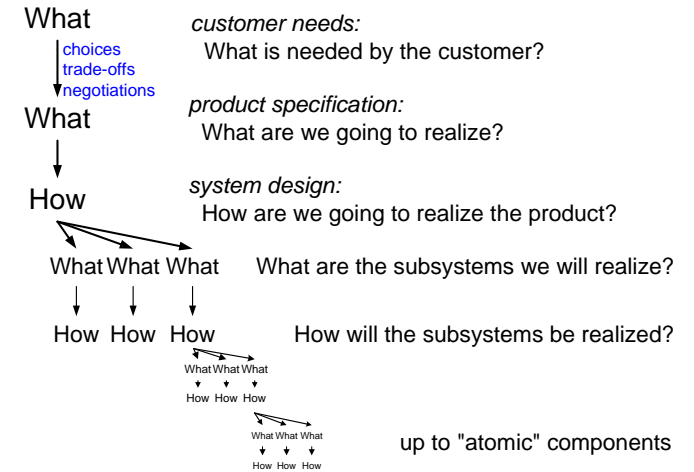 What
customer needs:
What is needed by the customer?
choices
trade-offs
negotiations
What
product specification:
What are we going to realize?
How
system design:
How are we going to realize the product?
What What What What are the subsystems we will realize?
How How How How will the subsystems be realized?
What What What
How How How
What What What
up to "atomic" components
How How How